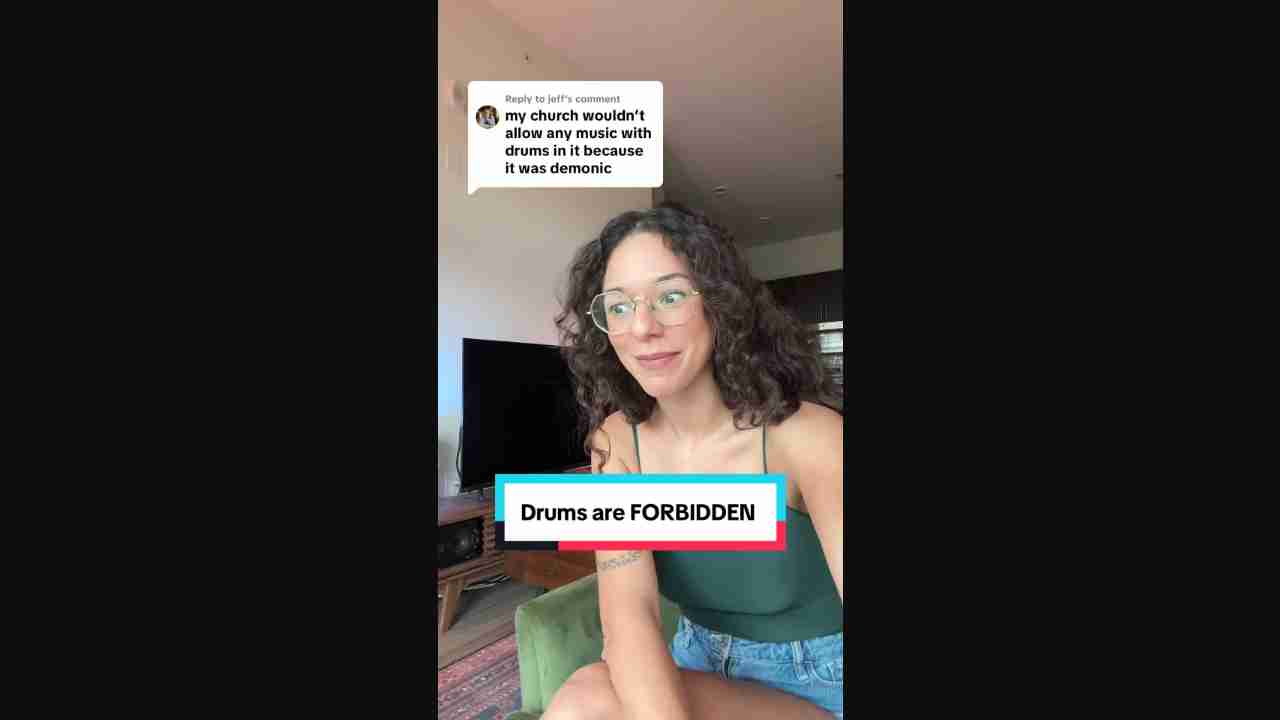 Reply to jeff's comment
my church wouldn't
allow any music with
drums in it because
it was demonic
Drums are FORBIDDEN